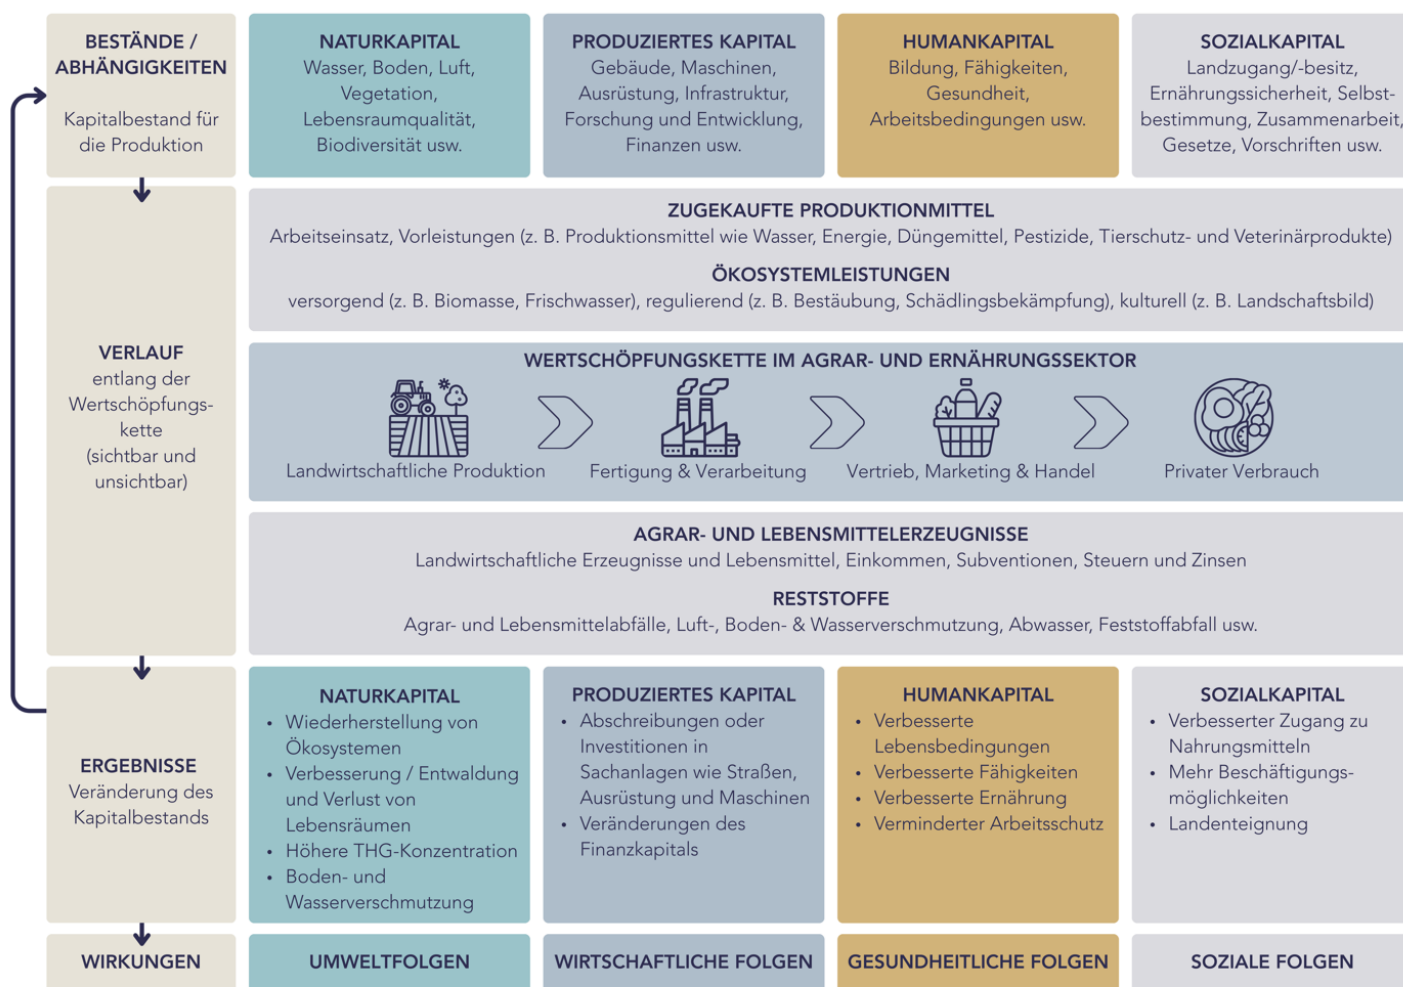 BESTÄNDE /
ABHÄNGIGKEITEN
Kapitalbestand für
die Produktion
NATURKAPITAL
Wasser, Boden, Luft,
Vegetation,
Lebensraumqualität,
Biodiversität usw.
PRODUZIERTES KAPITAL
Gebäude, Maschinen,
Ausrüstung, Infrastruktur,
Forschung und Entwicklung,
Finanzen usw.
HUMANKAPITAL
Bildung, Fähigkeiten,
Gesundheit,
Arbeitsbedingungen usw.
SOZIALKAPITAL
Landzugang/-besitz,
Ernährungssicherheit, Selbst-
bestimmung, Zusammenarbeit,
Gesetze, Vorschriften usw.
VERLAUF
entlang der
Wertschöpfungs-
kette
(sichtbar und
unsichtbar)
ZUGEKAUFTE PRODUKTIONMITTEL
Arbeitseinsatz, Vorleistungen (z. B. Produktionsmittel wie Wasser, Energie, Düngemittel, Pestizide, Tierschutz- und Veterinärprodukte)
ÖKOSYSTEMLEISTUNGEN
versorgend (z. B. Biomasse, Frischwasser), regulierend (z. B. Bestäubung, Schädlingsbekämpfung), kulturell (z. B. Landschaftsbild)
WERTSCHÖPFUNGSKETTE IM AGRAR- UND ERNÄHRUNGSSEKTOR
Landwirtschaftliche Produktion
Fertigung & Verarbeitung
Vertrieb, Marketing & Handel
Privater Verbrauch
AGRAR- UND LEBENSMITTELERZEUGNISSE
Landwirtschaftliche Erzeugnisse und Lebensmittel, Einkommen, Subventionen, Steuern und Zinsen
RESTSTOFFE
Agrar- und Lebensmittelabfälle, Luft-, Boden- & Wasserverschmutzung, Abwasser, Feststoffabfall usw.
ERGEBNISSE
Veränderung des
Kapitalbestands
NATURKAPITAL
• Wiederherstellung von
Ökosystemen
• Verbesserung / Entwaldung
und Verlust von
Lebensräumen
• Höhere THG-Konzentration
• Boden- und
Wasserverschmutzung
PRODUZIERTES KAPITAL
• Abschreibungen oder
Investitionen in
Sachanlagen wie Straßen,
Ausrüstung und Maschinen
• Veränderungen des
Finanzkapitals
HUMANKAPITAL
• Verbesserte
Lebensbedingungen
• Verbesserte Fähigkeiten
• Verbesserte Ernährung
• Verminderter Arbeitsschutz
SOZIALKAPITAL
• Verbesserter Zugang zu
Nahrungsmitteln
• Mehr Beschäftigungs-
möglichkeiten
• Landenteignung
WIRKUNGEN
UMWELTFOLGEN
WIRTSCHAFTLICHE FOLGEN
GESUNDHEITLICHE FOLGEN
SOZIALE FOLGEN